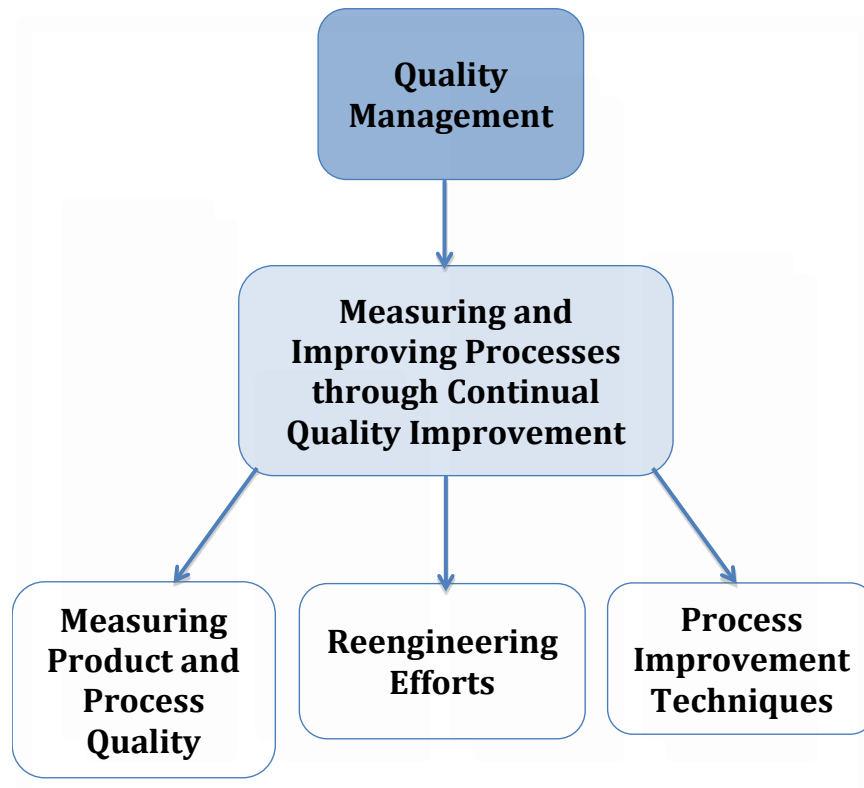 Quality
Management
Measuring and
Improving Processes
through Continual
Quality Improvement
Measuring
Product and
Process
Quality
Reengineering
Efforts
Process
Improvement
Techniques